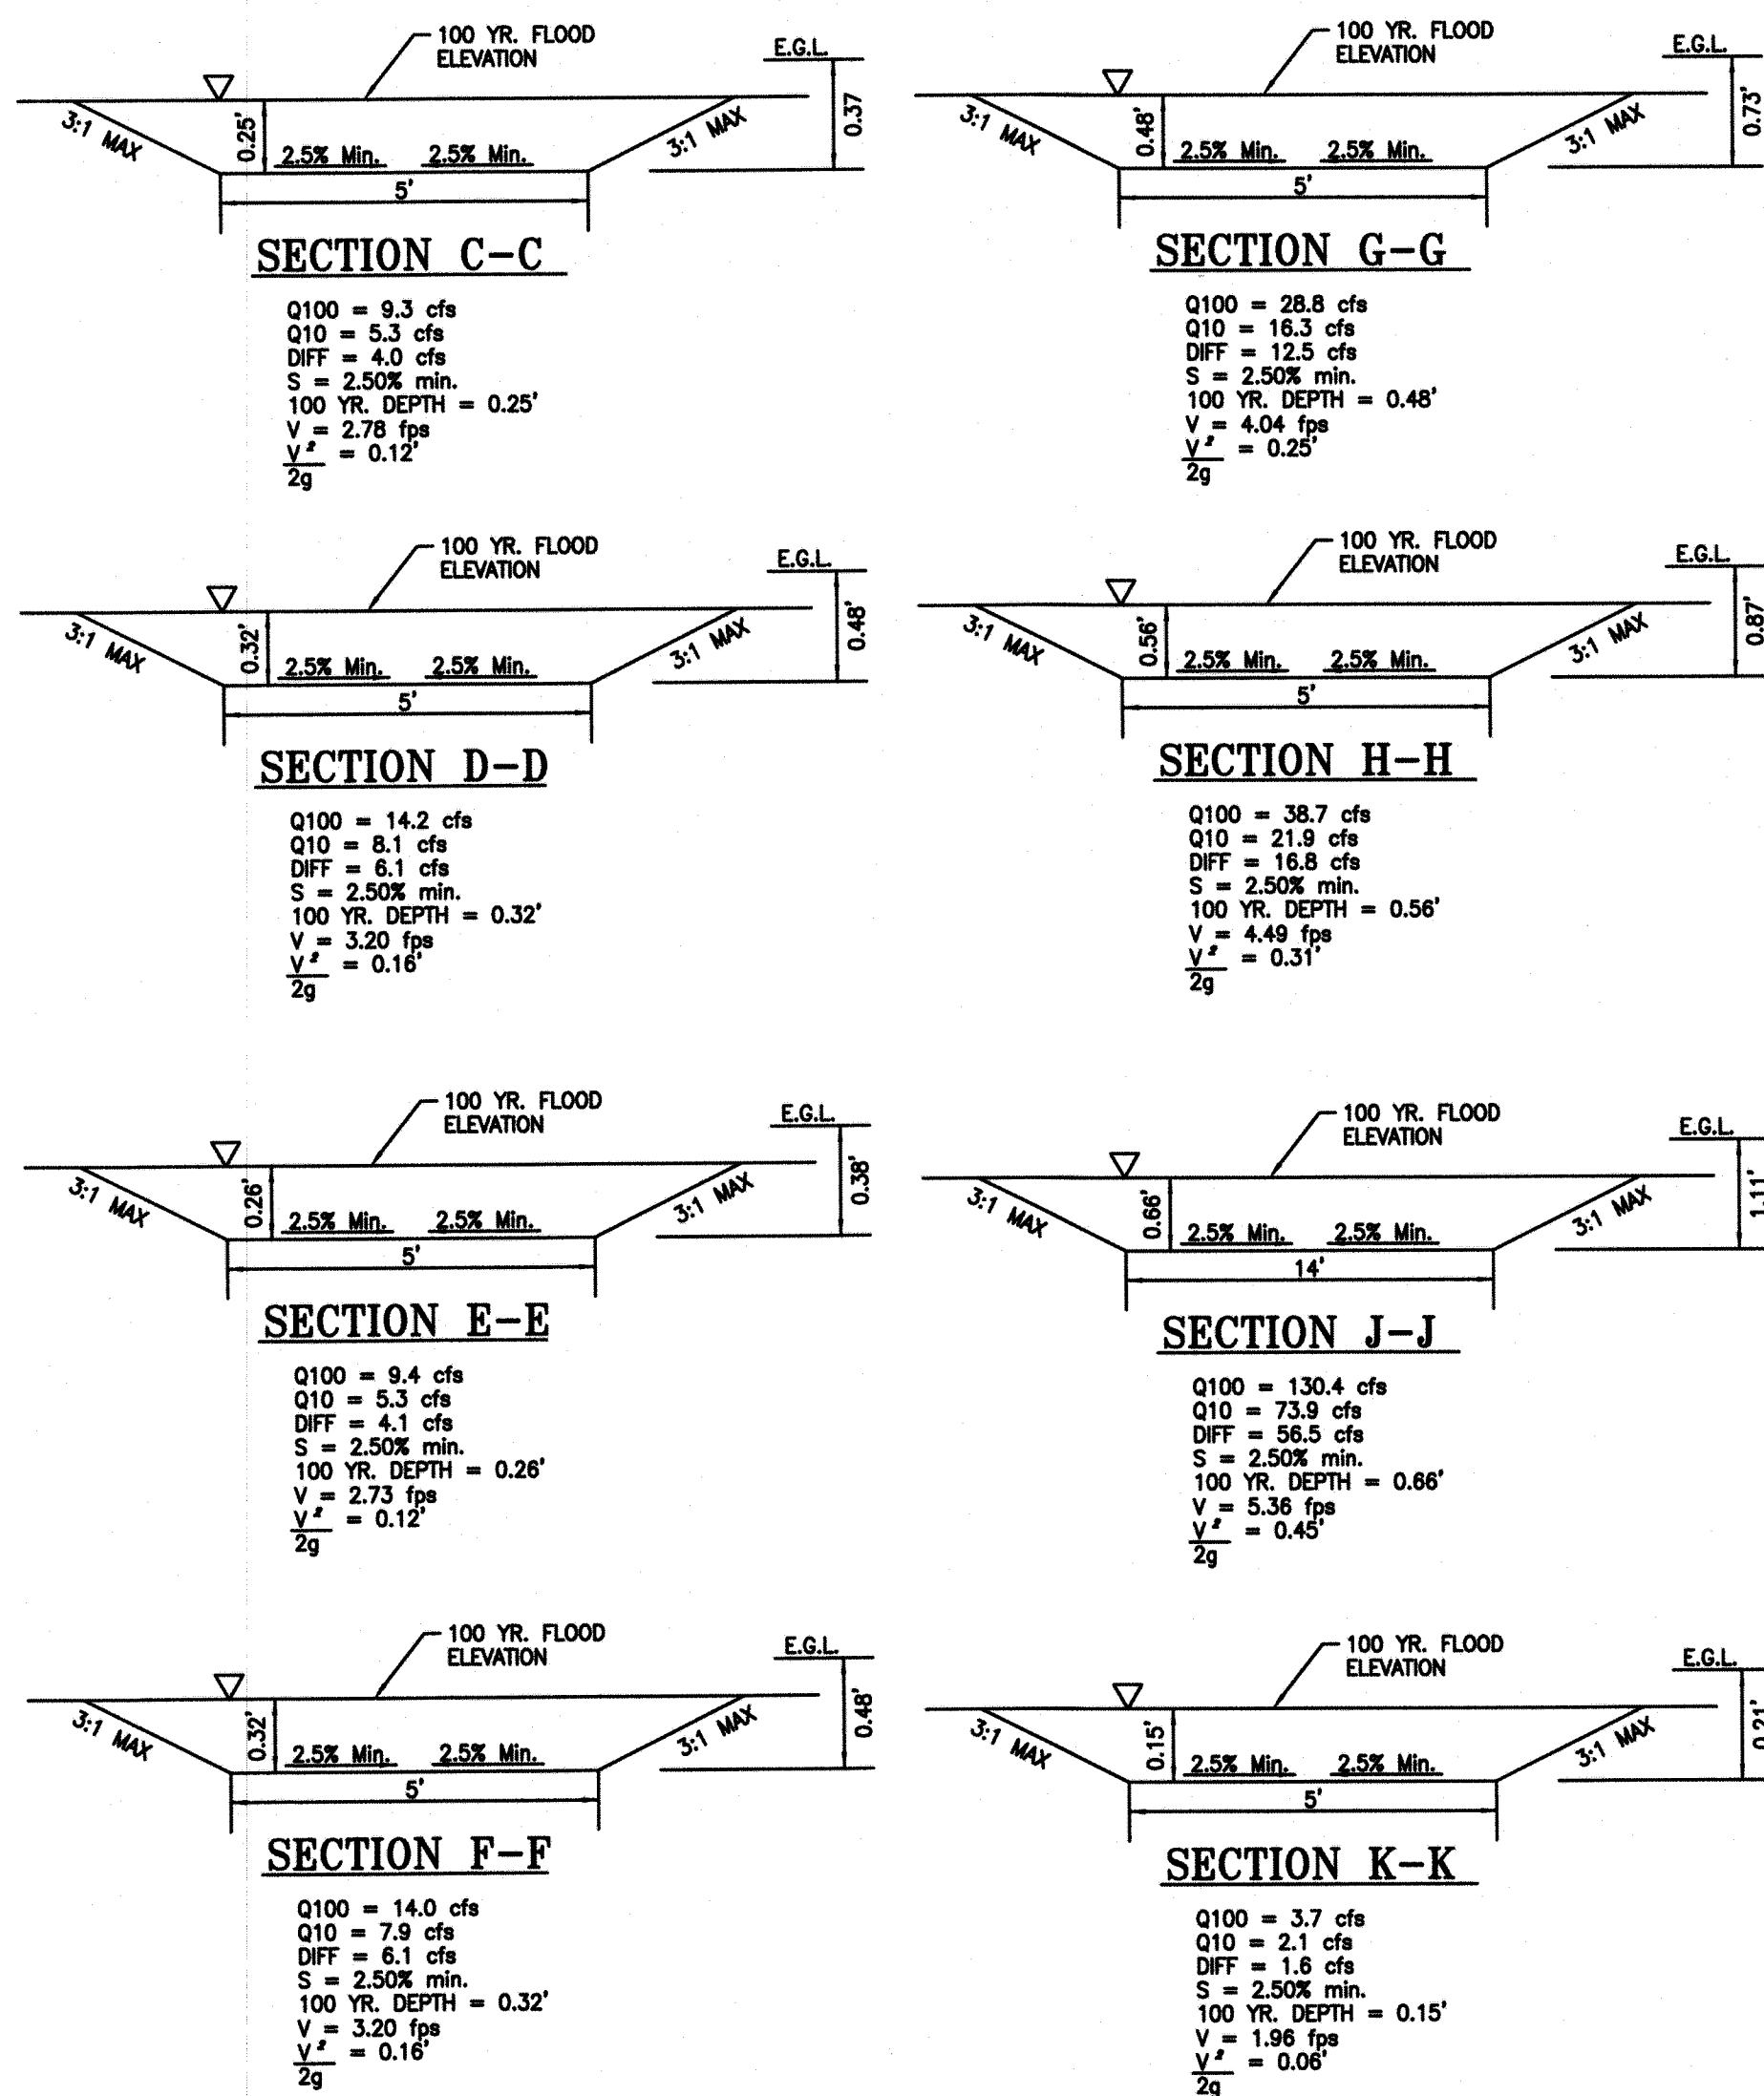 100 YR. FLOOD
ELEVATION
E.G.L.
3:1 MAX
0.25'
2.5% Min.
2.5% Min.
3:1 MAX
0.37
5'
SECTION C-C
Q100 = 9.3 cfs
Q10 = 5.3 cfs
DIFF = 4.0 cfs
S = 2.50% min.
100 YR. DEPTH = 0.25'
V = 2.78 fps
V² = 0.12'
2g
100 YR. FLOOD
ELEVATION
E.G.L.
3:1 MAX
0.48'
2.5% Min.
2.5% Min.
3:1 MAX
0.73'
5'
SECTION G-G
Q100 = 28.8 cfs
Q10 = 16.3 cfs
DIFF = 12.5 cfs
S = 2.50% min.
100 YR. DEPTH = 0.48'
V = 4.04 fps
V² = 0.25'
2g
100 YR. FLOOD
ELEVATION
E.G.L.
3:1 MAX
0.32'
2.5% Min.
2.5% Min.
3:1 MAX
0.48'
5'
SECTION D-D
Q100 = 14.2 cfs
Q10 = 8.1 cfs
DIFF = 6.1 cfs
S = 2.50% min.
100 YR. DEPTH = 0.32'
V = 3.20 fps
V² = 0.16'
2g
100 YR. FLOOD
ELEVATION
E.G.L.
3:1 MAX
0.56'
2.5% Min.
2.5% Min.
3:1 MAX
0.87'
5'
SECTION H-H
Q100 = 38.7 cfs
Q10 = 21.9 cfs
DIFF = 16.8 cfs
S = 2.50% min.
100 YR. DEPTH = 0.56'
V = 4.49 fps
V² = 0.31'
2g
100 YR. FLOOD
ELEVATION
E.G.L.
3:1 MAX
0.26'
2.5% Min.
2.5% Min.
3:1 MAX
0.38'
5'
SECTION E-E
Q100 = 9.4 cfs
Q10 = 5.3 cfs
DIFF = 4.1 cfs
S = 2.50% min.
100 YR. DEPTH = 0.26'
V = 2.73 fps
V² = 0.12'
2g
100 YR. FLOOD
ELEVATION
E.G.L.
3:1 MAX
0.66'
2.5% Min.
2.5% Min.
3:1 MAX
1.11'
14'
SECTION J-J
Q100 = 130.4 cfs
Q10 = 73.9 cfs
DIFF = 56.5 cfs
S = 2.50% min.
100 YR. DEPTH = 0.66'
V = 5.36 fps
V² = 0.45'
2g
100 YR. FLOOD
ELEVATION
E.G.L.
3:1 MAX
0.32'
2.5% Min.
2.5% Min.
3:1 MAX
0.48'
5'
SECTION F-F
Q100 = 14.0 cfs
Q10 = 7.9 cfs
DIFF = 6.1 cfs
S = 2.50% min.
100 YR. DEPTH = 0.32'
V = 3.20 fps
V² = 0.16'
2g
100 YR. FLOOD
ELEVATION
E.G.L.
3:1 MAX
0.15'
2.5% Min.
2.5% Min.
3:1 MAX
0.21'
5'
SECTION K-K
Q100 = 3.7 cfs
Q10 = 2.1 cfs
DIFF = 1.6 cfs
S = 2.50% min.
100 YR. DEPTH = 0.15'
V = 1.96 fps
V² = 0.06'
2g